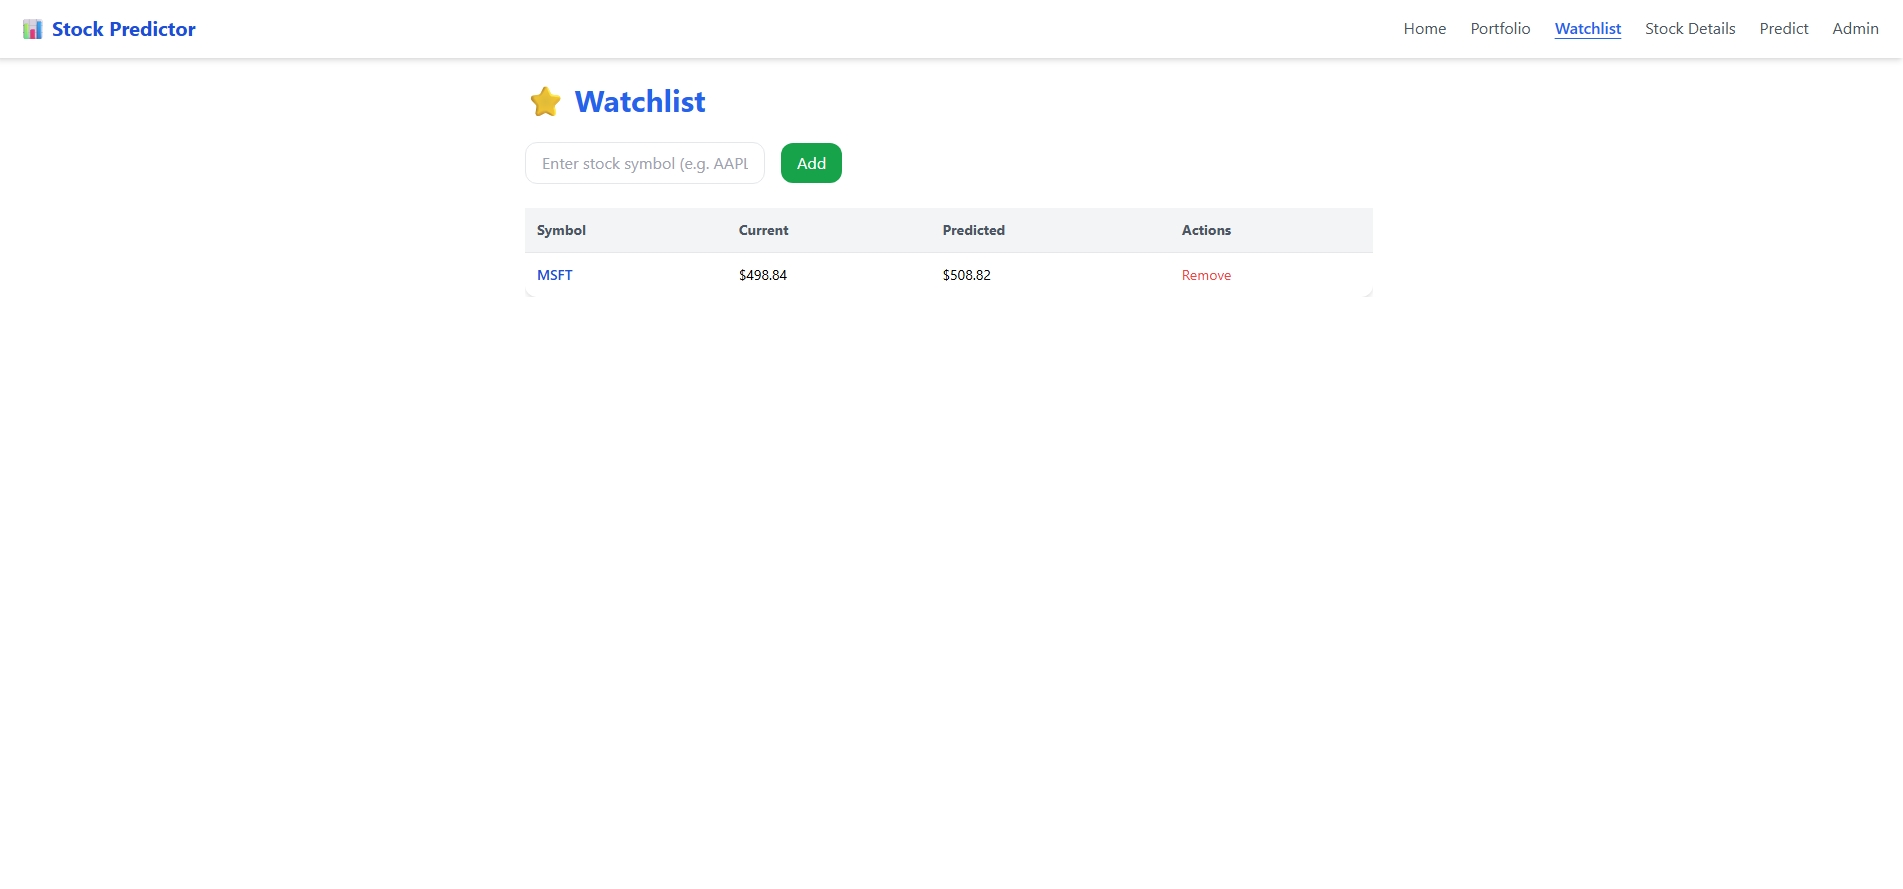 Stock Predictor
Home Portfolio Watchlist Stock Details Predict Admin
Watchlist
Enter stock symbol (e.g. AAPL
Add
Symbol Current Predicted Actions
MSFT $498.84 $508.82 Remove